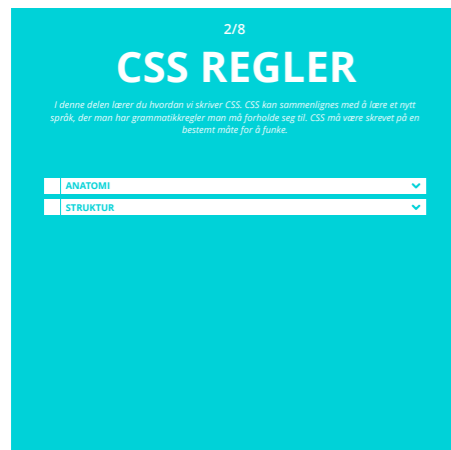 2/8
CSS REGLER
I denne delen lærer du hvordan vi skriver CSS. CSS kan sammenlignes med å lære et nytt
språk, der man har grammatikkregler man må forholde seg til. CSS må være skrevet på en
bestemt måte for å funke.
ANATOMI
STRUKTUR